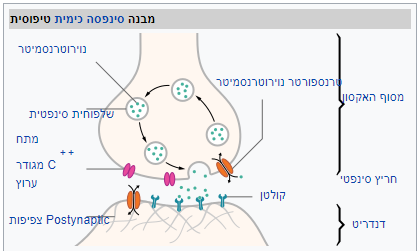 מבנה סינפסה כימית טיפוסית
נוירוטרנסמיטר
טרנספורטר נוירוטרנסמיטר
מסוף האקסון
שלפוחית סינפטית
מתח
++
C מגודר
ערוץ
חריץ סינפטי
קולטן
Postynaptic צפיפות
דנדריט